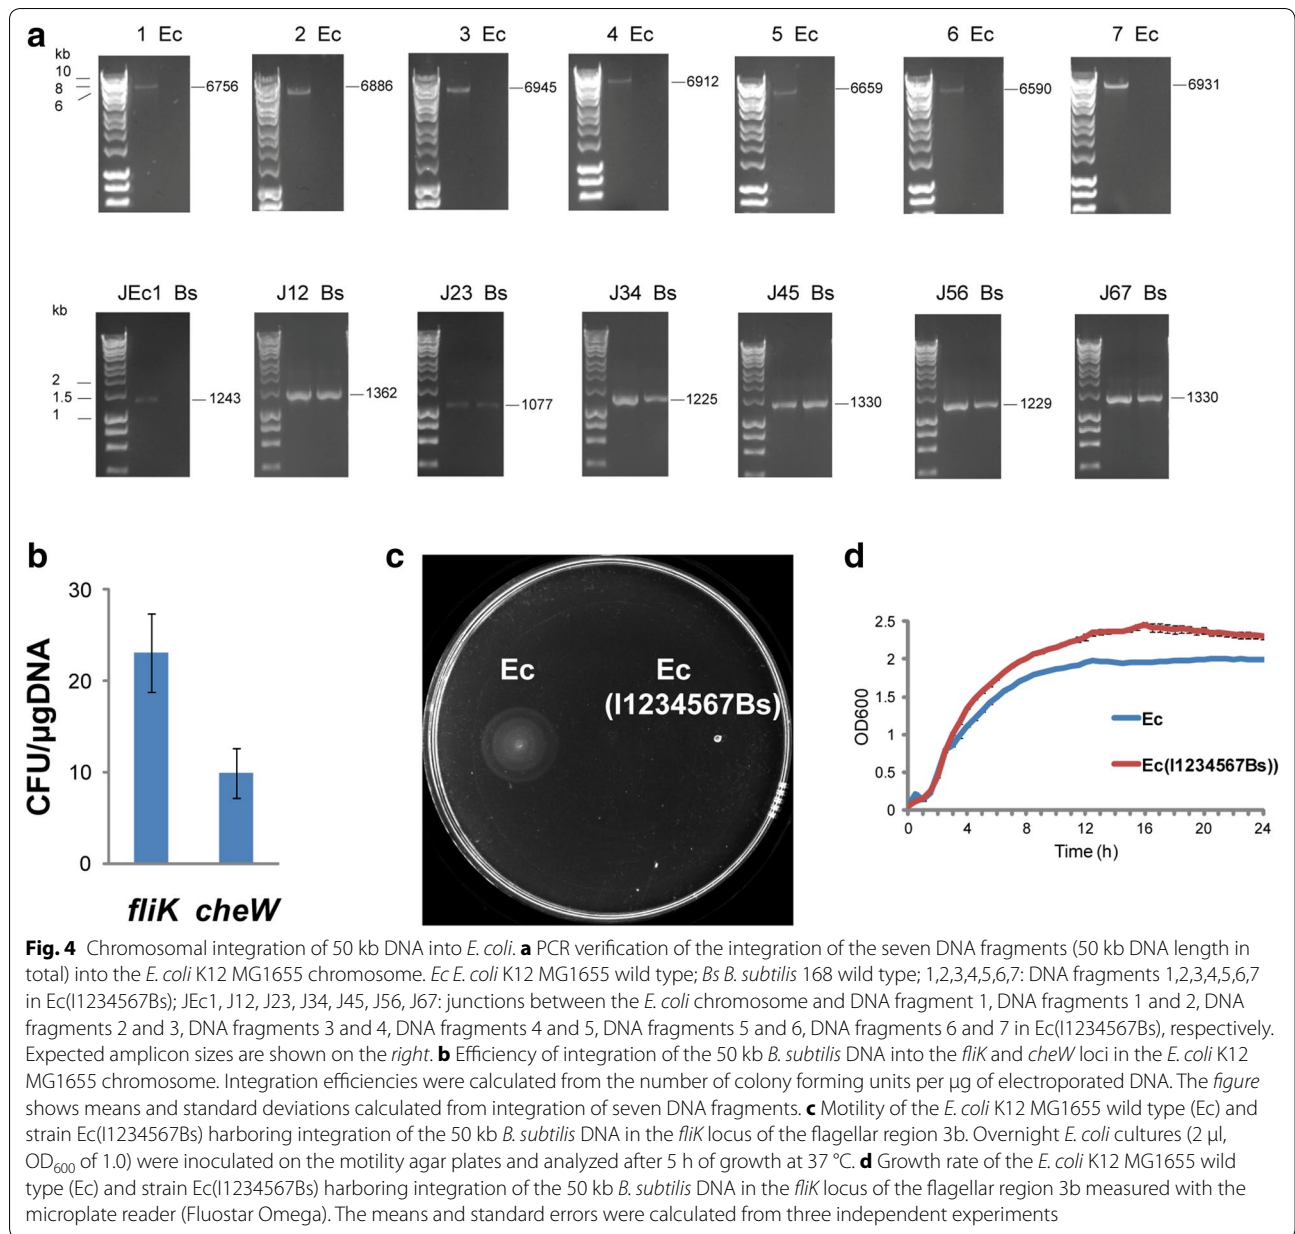 a
1 Ec 2 Ec 3 Ec 4 Ec 5 Ec 6 Ec 7 Ec
kb
10
8
6
6756 6886 6945 6912 6659 6590 6931
JEc1 Bs J12 Bs J23 Bs J34 Bs J45 Bs J56 Bs J67 Bs
kb
2
1.5
1
1243 1362 1077 1225 1330 1229 1330
b
CFU/µgDNA
30
20
10
0
fliK cheW
c
Ec
Ec
(I1234567Bs)
d
OD600
2.5
2
1.5
1
0.5
0
0 4 8 12 16 20 24
Time (h)
Ec
Ec(I1234567Bs))
Fig. 4 Chromosomal integration of 50 kb DNA into E. coli. a PCR verification of the integration of the seven DNA fragments (50 kb DNA length in
total) into the E. coli K12 MG1655 chromosome. Ec E. coli K12 MG1655 wild type; Bs B. subtilis 168 wild type; 1,2,3,4,5,6,7: DNA fragments 1,2,3,4,5,6,7
in Ec(I1234567Bs); JEc1, J12, J23, J34, J45, J56, J67: junctions between the E. coli chromosome and DNA fragment 1, DNA fragments 1 and 2, DNA
fragments 2 and 3, DNA fragments 3 and 4, DNA fragments 4 and 5, DNA fragments 5 and 6, DNA fragments 6 and 7 in Ec(I1234567Bs), respectively.
Expected amplicon sizes are shown on the right. b Efficiency of integration of the 50 kb B. subtilis DNA into the fliK and cheW loci in the E. coli K12
MG1655 chromosome. Integration efficiencies were calculated from the number of colony forming units per µg of electroporated DNA. The figure
shows means and standard deviations calculated from integration of seven DNA fragments. c Motility of the E. coli K12 MG1655 wild type (Ec) and
strain Ec(I1234567Bs) harboring integration of the 50 kb B. subtilis DNA in the fliK locus of the flagellar region 3b. Overnight E. coli cultures (2 µl,
OD600 of 1.0) were inoculated on the motility agar plates and analyzed after 5 h of growth at 37 °C. d Growth rate of the E. coli K12 MG1655 wild
type (Ec) and strain Ec(I1234567Bs) harboring integration of the 50 kb B. subtilis DNA in the fliK locus of the flagellar region 3b measured with the
microplate reader (Fluostar Omega). The means and standard errors were calculated from three independent experiments